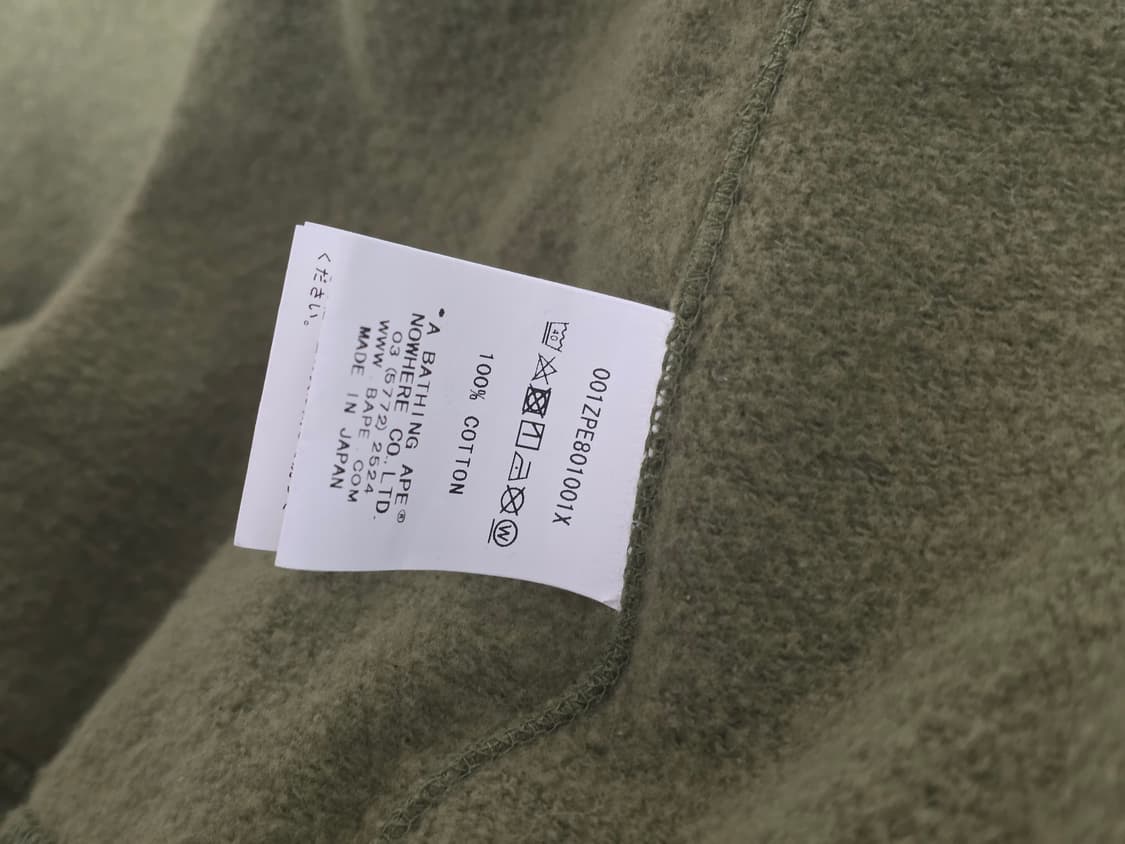 001ZPE801001X
40
W
100% COTTON
• A BATHING APE®
NOWHERE CO., LTD.
03 (5772) 2524
WWW.BAPE.COM
MADE IN JAPAN
ください。